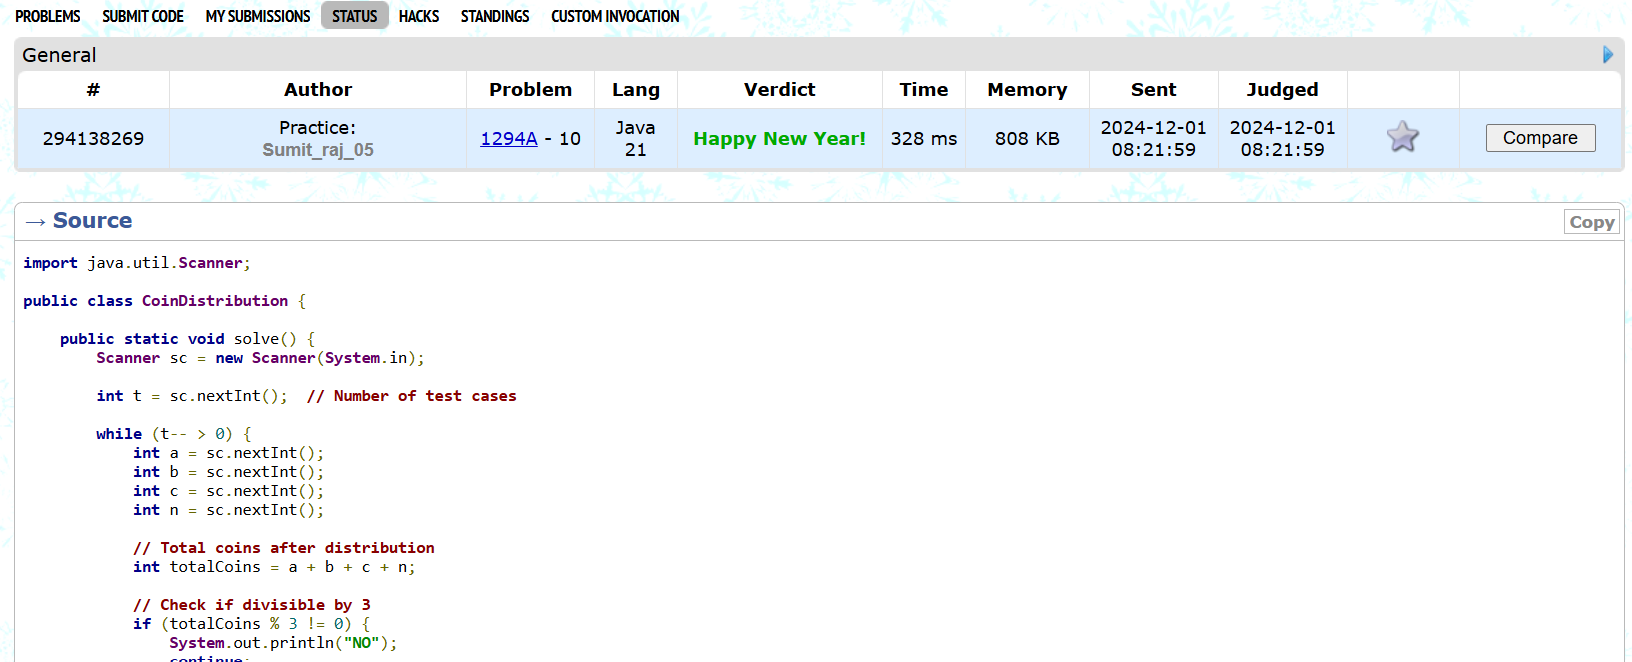 PROBLEMS SUBMIT CODE MY SUBMISSIONS STATUS HACKS STANDINGS CUSTOM INVOCATION
General
# Author Problem Lang Verdict Time Memory Sent Judged
294138269 Practice: Sumit_raj_05 1294A - 10 Java 21 Happy New Year! 328 ms 808 KB 2024-12-01 08:21:59 2024-12-01 08:21:59 Compare
→ Source Copy
import java.util.Scanner;
public class CoinDistribution {
public static void solve() {
Scanner sc = new Scanner(System.in);
int t = sc.nextInt(); // Number of test cases
while (t-- > 0) {
int a = sc.nextInt();
int b = sc.nextInt();
int c = sc.nextInt();
int n = sc.nextInt();
// Total coins after distribution
int totalCoins = a + b + c + n;
// Check if divisible by 3
if (totalCoins % 3 != 0) {
System.out.println("NO");
continue;